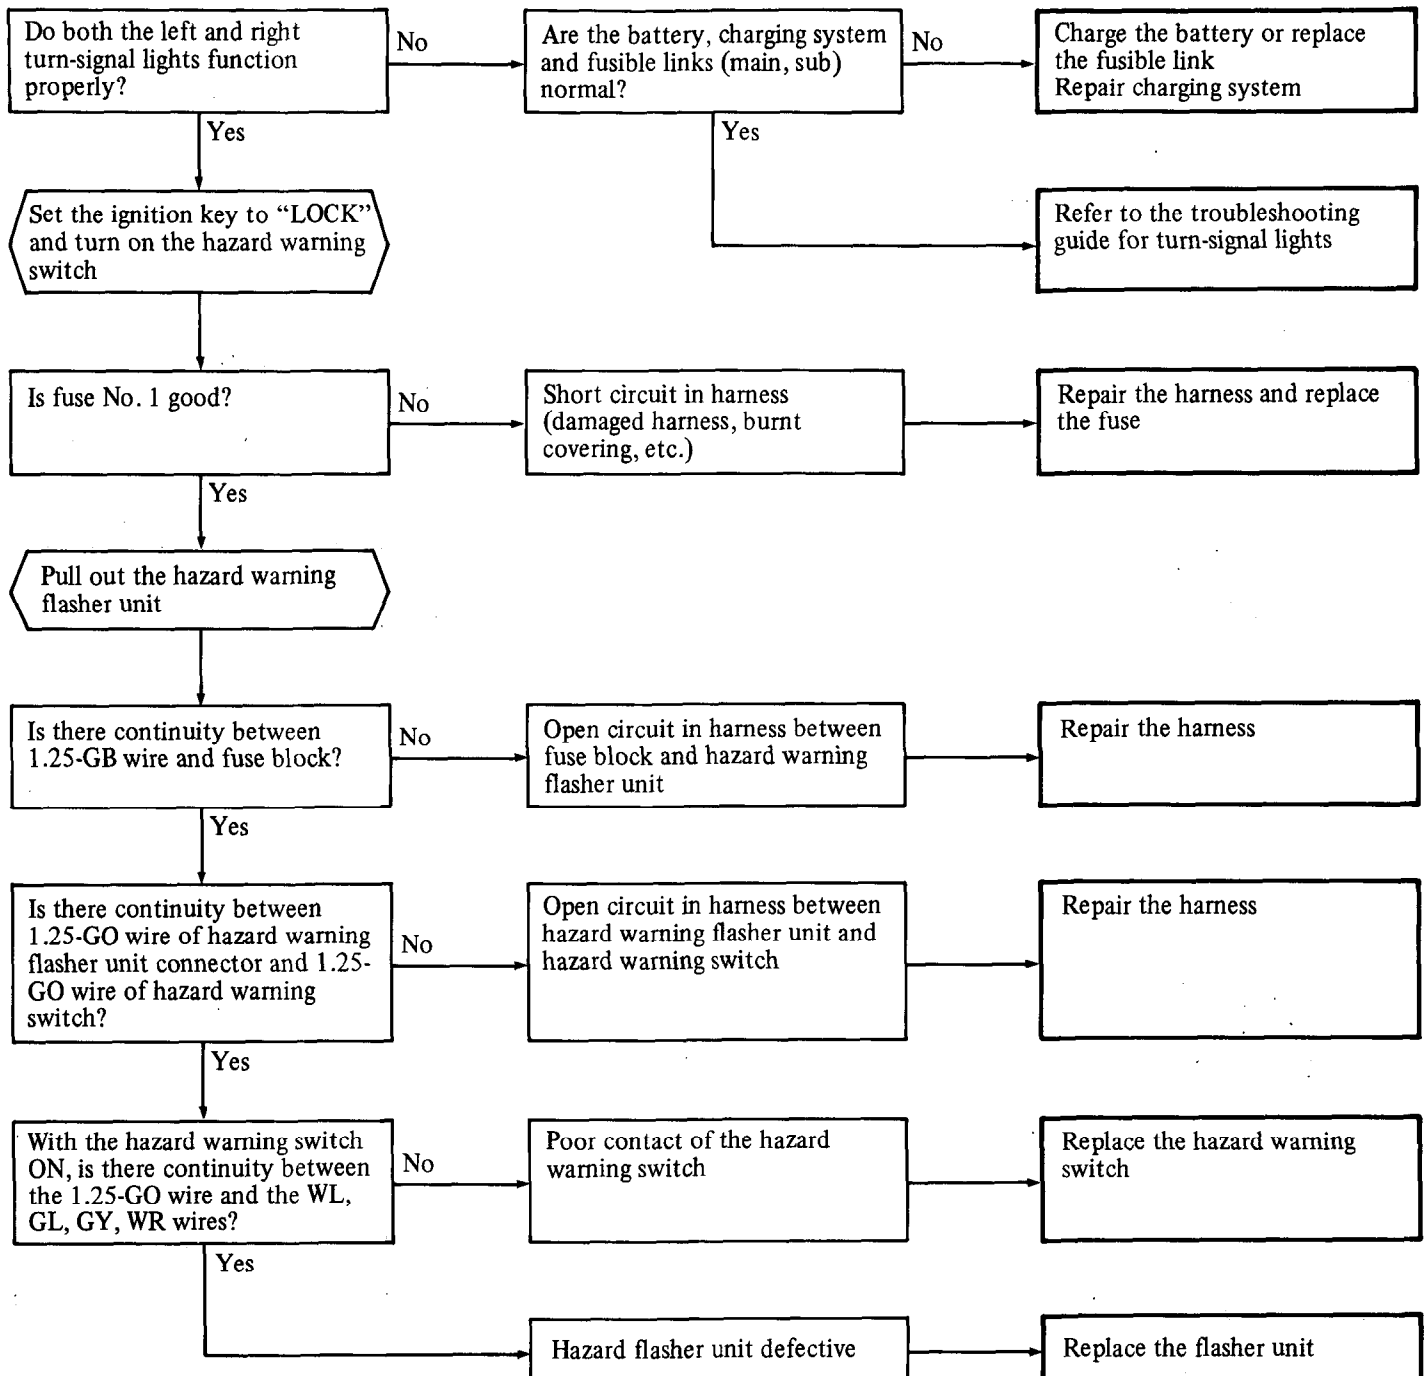 Do both the left and right
turn-signal lights function
properly?
No
Are the battery, charging system
and fusible links (main, sub)
normal?
No
Charge the battery or replace
the fusible link
Repair charging system
Yes
Yes
Set the ignition key to “LOCK”
and turn on the hazard warning
switch
Refer to the troubleshooting
guide for turn-signal lights
Is fuse No. 1 good?
No
Short circuit in harness
(damaged harness, burnt
covering, etc.)
Repair the harness and replace
the fuse
Yes
Pull out the hazard warning
flasher unit
Is there continuity between
1.25-GB wire and fuse block?
No
Open circuit in harness between
fuse block and hazard warning
flasher unit
Repair the harness
Yes
Is there continuity between
1.25-GO wire of hazard warning
flasher unit connector and 1.25-
GO wire of hazard warning
switch?
No
Open circuit in harness between
hazard warning flasher unit and
hazard warning switch
Repair the harness
Yes
With the hazard warning switch
ON, is there continuity between
the 1.25-GO wire and the WL,
GL, GY, WR wires?
No
Poor contact of the hazard
warning switch
Replace the hazard warning
switch
Yes
Hazard flasher unit defective
Replace the flasher unit